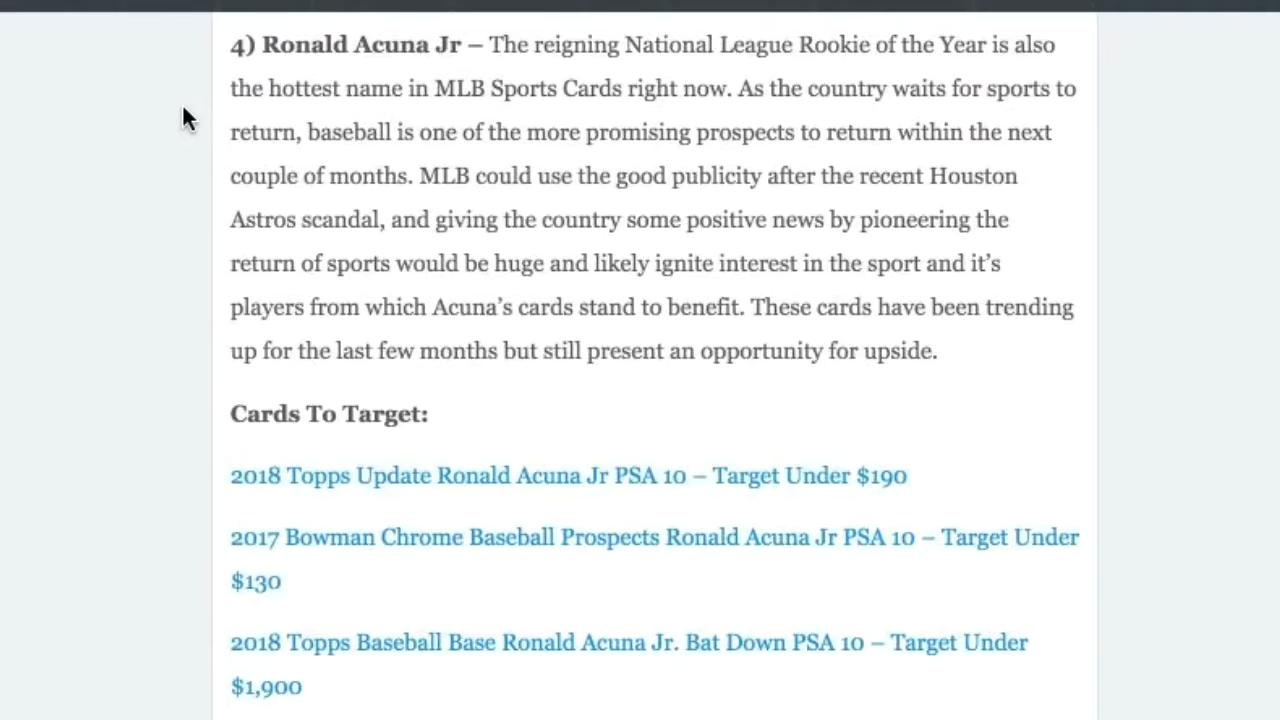 4) Ronald Acuna Jr – The reigning National League Rookie of the Year is also
the hottest name in MLB Sports Cards right now. As the country waits for sports to
return, baseball is one of the more promising prospects to return within the next
couple of months. MLB could use the good publicity after the recent Houston
Astros scandal, and giving the country some positive news by pioneering the
return of sports would be huge and likely ignite interest in the sport and it’s
players from which Acuna’s cards stand to benefit. These cards have been trending
up for the last few months but still present an opportunity for upside.
Cards To Target:
2018 Topps Update Ronald Acuna Jr PSA 10 – Target Under $190
2017 Bowman Chrome Baseball Prospects Ronald Acuna Jr PSA 10 – Target Under
$130
2018 Topps Baseball Base Ronald Acuna Jr. Bat Down PSA 10 – Target Under
$1,900